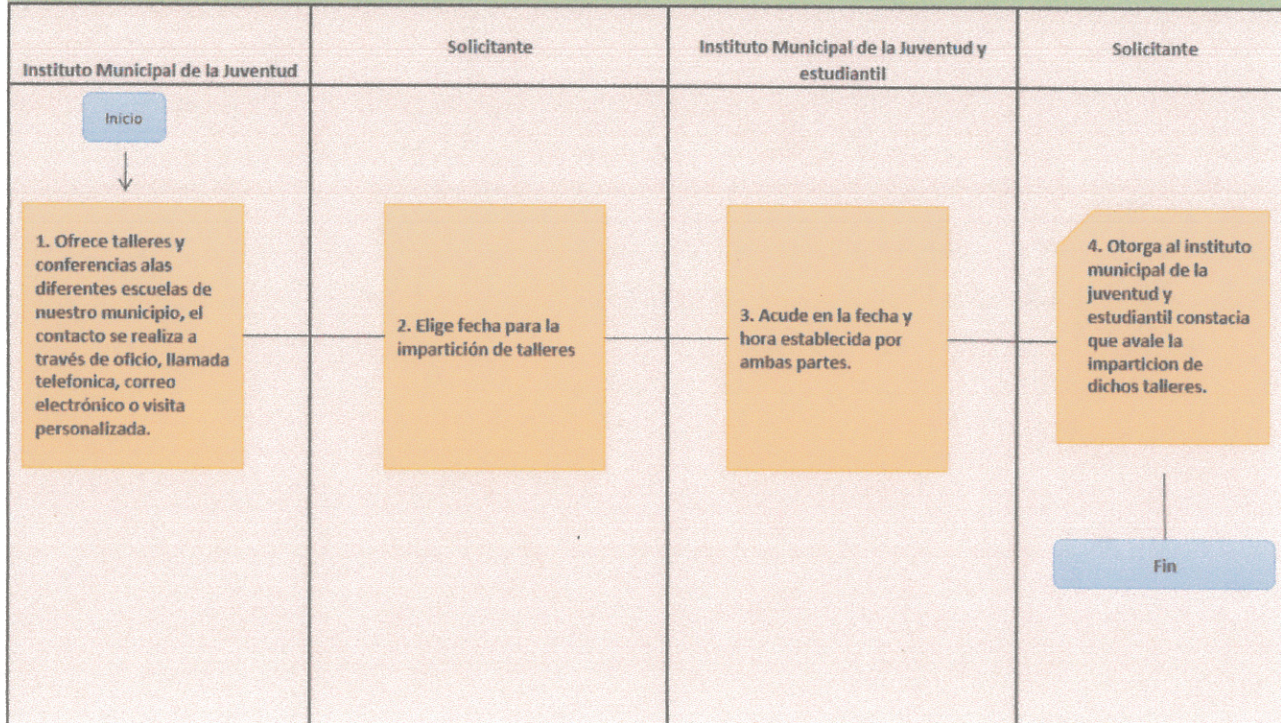 Instituto Municipal de la Juventud
Solicitante
Instituto Municipal de la Juventud y
estudiantil
Solicitante
Inicio
1. Ofrece talleres y
conferencias alas
diferentes escuelas de
nuestro municipio, el
contacto se realiza a
través de oficio, llamada
telefonica, correo
electrónico o visita
personalizada.
2. Elige fecha para la
impartición de talleres
3. Acude en la fecha y
hora establecida por
ambas partes.
4. Otorga al instituto
municipal de la
juventud y
estudiantil constacia
que avale la
imparticion de
dichos talleres.
Fin